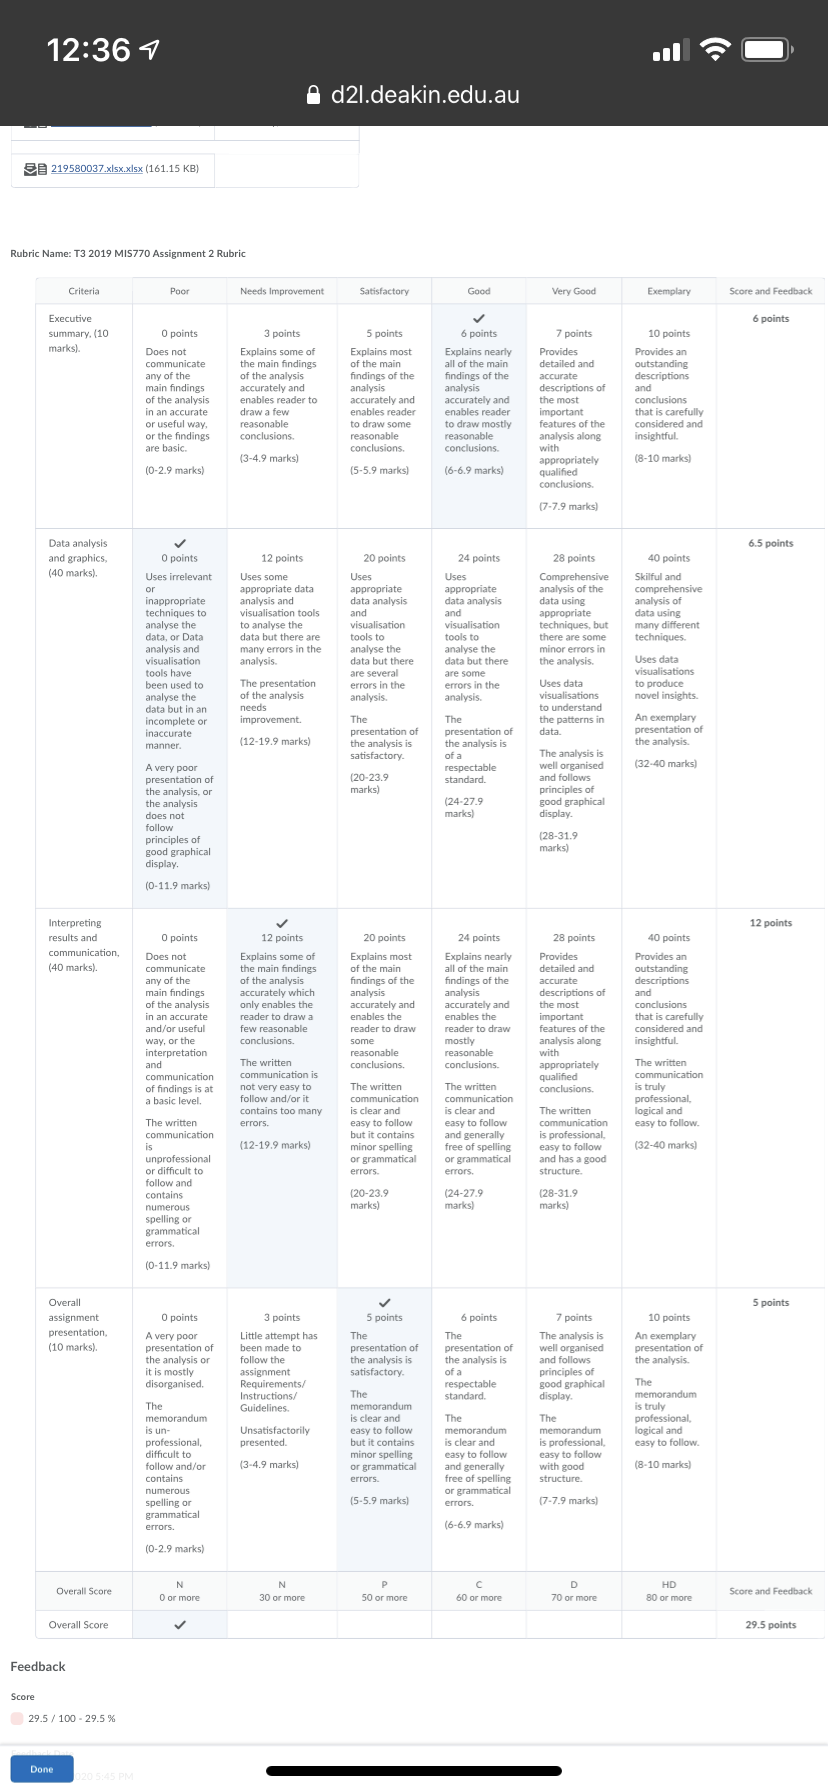 12:36
d2l.deakin.edu.au
219580037.xlsx.xlsx (161.15 KB)
Rubric Name: T3 2019 MIS770 Assignment 2 Rubric
Criteria
Poor
Needs Improvement
Satisfactory
Good
Very Good
Exemplary
Score and Feedback
Executive
summary, (10
marks).
0 points
Does not
communicate
any of the
main findings
of the analysis
in an accurate
or useful way,
or the findings
are basic.
(0-2.9 marks)
3 points
Explains some of
the main findings
of the analysis
accurately and
enables reader to
draw a few
reasonable
conclusions.
(3-4.9 marks)
5 points
Explains most
of the main
findings of the
analysis
accurately and
enables reader
to draw some
reasonable
conclusions.
(5-5.9 marks)
6 points
Explains nearly
all of the main
findings of the
analysis
accurately and
enables reader
to draw mostly
reasonable
conclusions.
(6-6.9 marks)
7 points
Provides
detailed and
accurate
descriptions of
the most
important
features of the
analysis along
with
appropriately
qualified
conclusions.
(7-7.9 marks)
10 points
Provides an
outstanding
descriptions
and
conclusions
that is carefully
considered and
insightful.
(8-10 marks)
6 points
Data analysis
and graphics,
(40 marks).
0 points
Uses irrelevant
or
inappropriate
techniques to
analyse the
data, or Data
analysis and
visualisation
tools have
been used to
analyse the
data but in an
incomplete or
inaccurate
manner.
A very poor
presentation of
the analysis, or
the analysis
does not
follow
principles of
good graphical
display.
(0-11.9 marks)
12 points
Uses some
appropriate data
analysis and
visualisation tools
to analyse the
data but there are
many errors in the
analysis.
The presentation
of the analysis
needs
improvement.
(12-19.9 marks)
20 points
Uses
appropriate
data analysis
and
visualisation
tools to
analyse the
data but there
are several
errors in the
analysis.
The
presentation of
the analysis is
satisfactory.
(20-23.9
marks)
24 points
Uses
appropriate
data analysis
and
visualisation
tools to
analyse the
data but there
are some
errors in the
analysis.
The
presentation of
the analysis is
of a
respectable
standard.
(24-27.9
marks)
28 points
Comprehensive
analysis of the
data using
appropriate
techniques, but
there are some
minor errors in
the analysis.
Uses data
visualisations
to understand
the patterns in
data.
The analysis is
well organised
and follows
principles of
good graphical
display.
(28-31.9
marks)
40 points
Skilful and
comprehensive
analysis of
data using
many different
techniques.
Uses data
visualisations
to produce
novel insights.
An exemplary
presentation of
the analysis.
(32-40 marks)
6.5 points
Interpreting
results and
communication,
(40 marks).
0 points
Does not
communicate
any of the
main findings
of the analysis
in an accurate
and/or useful
way, or the
interpretation
and
communication
of findings is at
a basic level.
The written
communication
is
unprofessional
or difficult to
follow and
contains
numerous
spelling or
grammatical
errors.
(0-11.9 marks)
12 points
Explains some of
the main findings
of the analysis
accurately which
only enables the
reader to draw a
few reasonable
conclusions.
The written
communication is
not very easy to
follow and/or it
contains too many
errors.
(12-19.9 marks)
20 points
Explains most
of the main
findings of the
analysis
accurately and
enables the
reader to draw
some
reasonable
conclusions.
The written
communication
is clear and
easy to follow
but it contains
minor spelling
or grammatical
errors.
(20-23.9
marks)
24 points
Explains nearly
all of the main
findings of the
analysis
accurately and
enables the
reader to draw
mostly
reasonable
conclusions.
The written
communication
is clear and
easy to follow
and generally
free of spelling
or grammatical
errors.
(24-27.9
marks)
28 points
Provides
detailed and
accurate
descriptions of
the most
important
features of the
analysis along
with
appropriately
qualified
conclusions.
The written
communication
is professional,
easy to follow
and has a good
structure.
(28-31.9
marks)
40 points
Provides an
outstanding
descriptions
and
conclusions
that is carefully
considered and
insightful.
The written
communication
is truly
professional,
logical and
easy to follow.
(32-40 marks)
12 points
Overall
assignment
presentation,
(10 marks).
0 points
A very poor
presentation of
the analysis or
it is mostly
disorganised.
The
memorandum
is un-
professional,
difficult to
follow and/or
contains
numerous
spelling or
grammatical
errors.
(0-2.9 marks)
3 points
Little attempt has
been made to
follow the
assignment
Requirements/
Instructions/
Guidelines.
Unsatisfactorily
presented.
(3-4.9 marks)
5 points
The
presentation of
the analysis is
satisfactory.
The
memorandum
is clear and
easy to follow
but it contains
minor spelling
or grammatical
errors.
(5-5.9 marks)
6 points
The
presentation of
the analysis is
of a
respectable
standard.
The
memorandum
is clear and
easy to follow
and generally
free of spelling
or grammatical
errors.
(6-6.9 marks)
7 points
The analysis is
well organised
and follows
principles of
good graphical
display.
The
memorandum
is professional,
easy to follow
with good
structure.
(7-7.9 marks)
10 points
An exemplary
presentation of
the analysis.
The
memorandum
is truly
professional,
logical and
easy to follow.
(8-10 marks)
5 points
Overall Score
N
0 or more
N
30 or more
P
50 or more
C
60 or more
D
70 or more
HD
80 or more
Score and Feedback
Overall Score
29.5 points
Feedback
Score
29.5 / 100 - 29.5 %
Done
020 5:45 PM